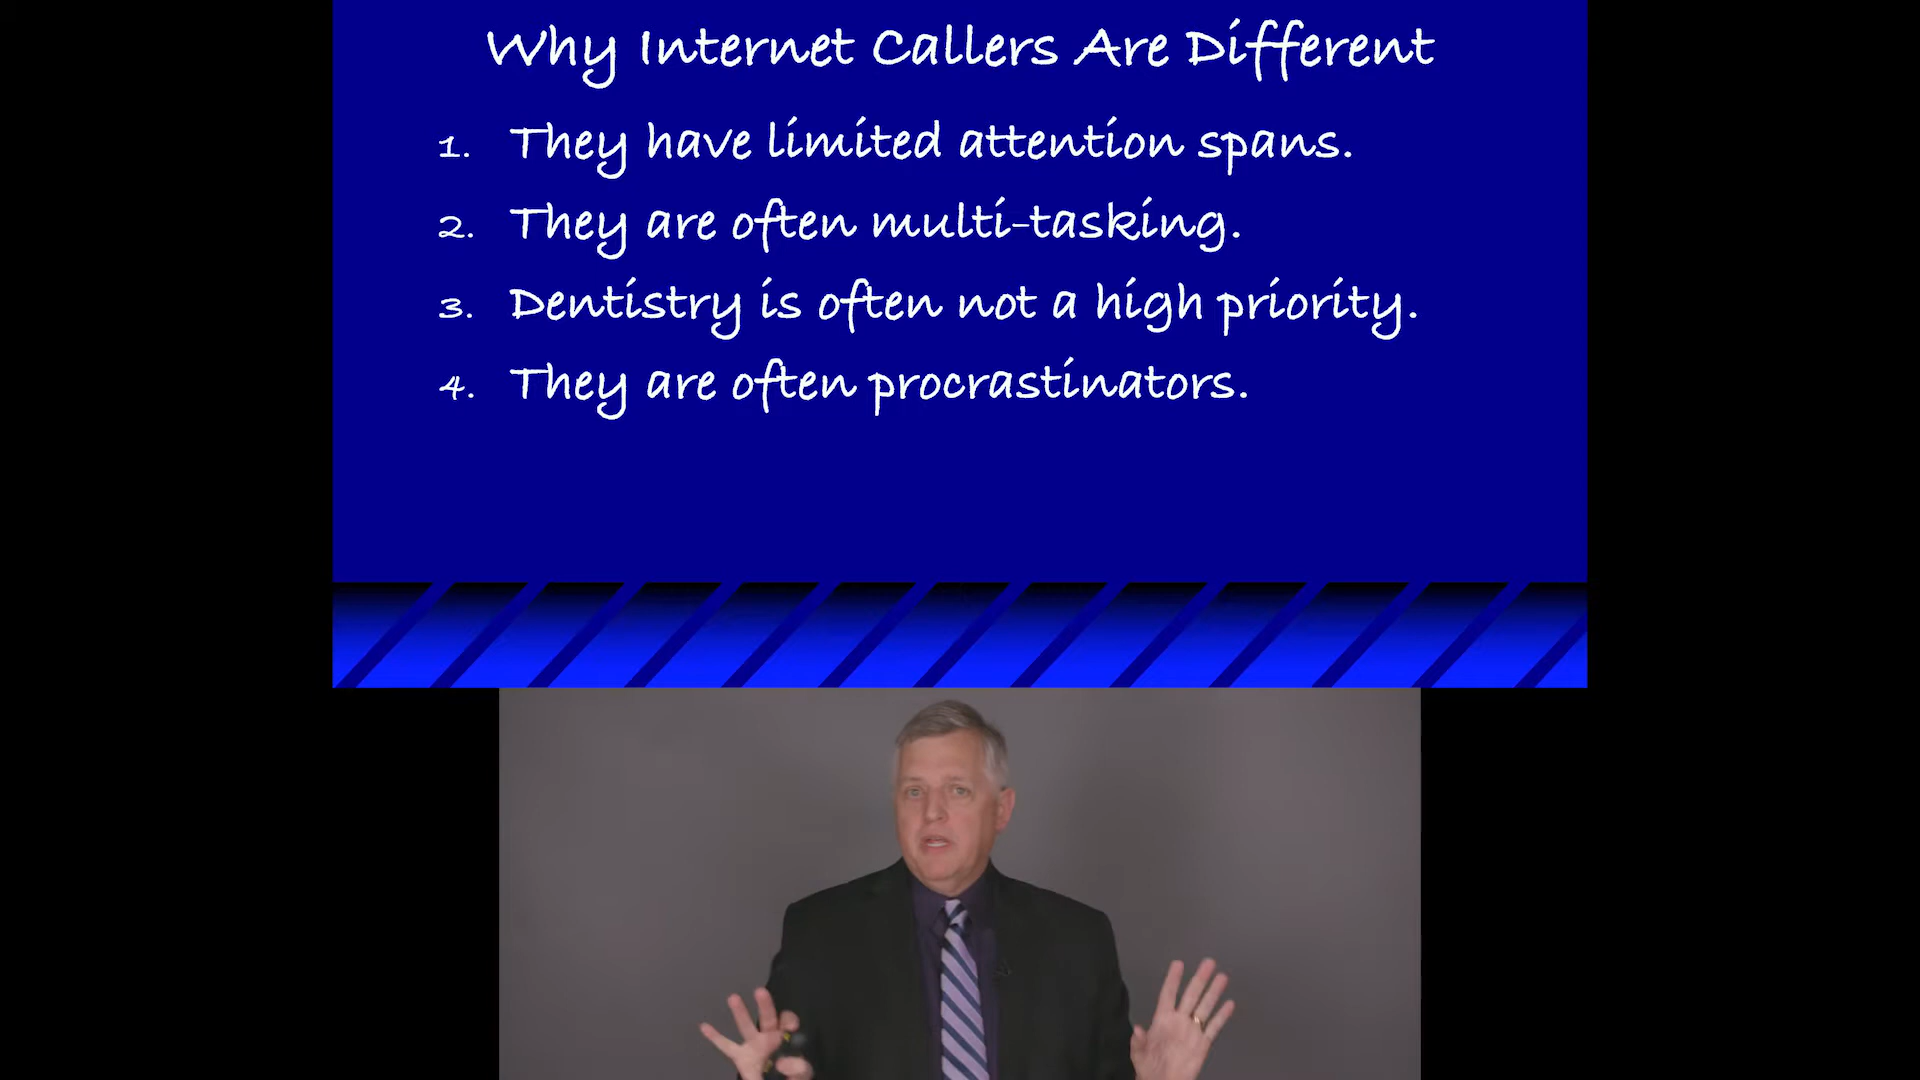 Why Internet Callers Are Different
1. They have limited attention spans.
2. They are often multi-tasking.
3. Dentistry is often not a high priority.
4. They are often procrastinators.